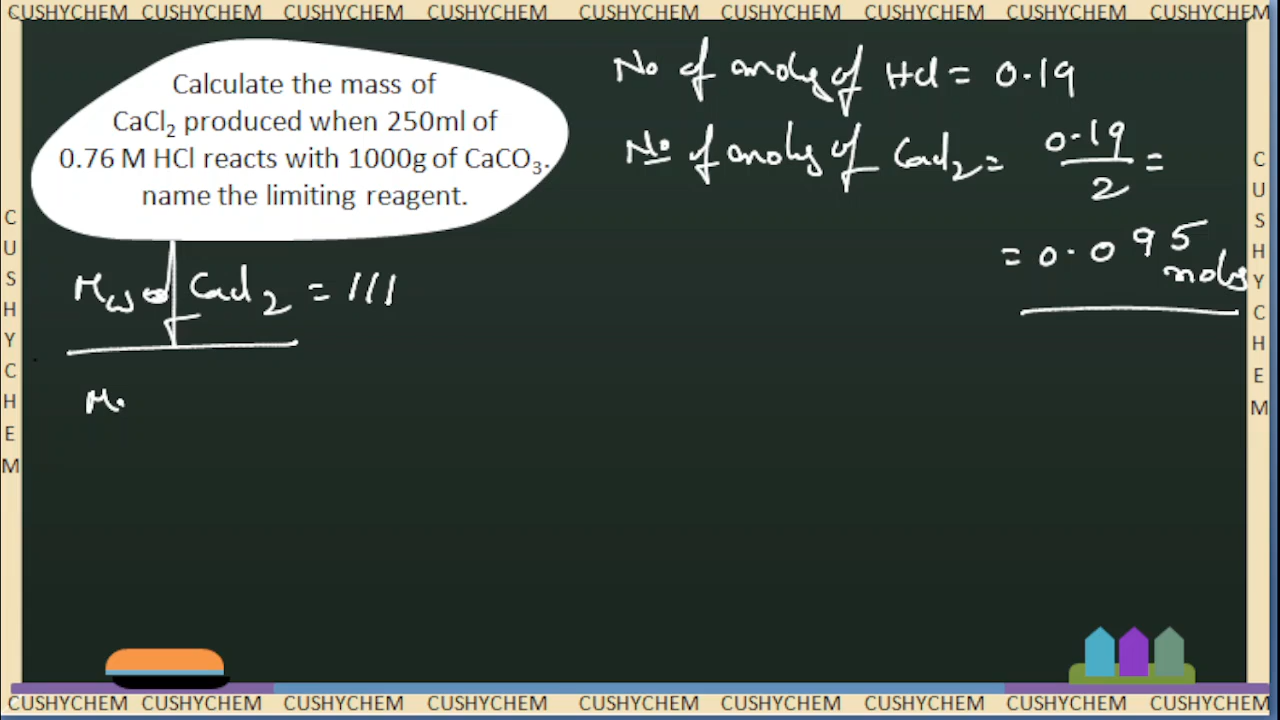 CUSHYCHEM CUSHYCHEM CUSHYCHEM CUSHYCHEM CUSHYCHEM CUSHYCHEM CUSHYCHEM CUSHYCHEM CUSHYCHEM
Calculate the mass of
CaCl₂ produced when 250ml of
0.76 M HCl reacts with 1000g of CaCO₃.
name the limiting reagent.
No of moles of HCl = 0.19
No of moles of CaCl₂ = 0.19/2 =
= 0.095 moles
Mw of CaCl₂ = 111
M
CUSHYCHEM
CUSHYCHEM
CUSHYCHEM
CUSHYCHEM CUSHYCHEM CUSHYCHEM CUSHYCHEM CUSHYCHEM CUSHYCHEM CUSHYCHEM CUSHYCHEM CUSHYCHEM